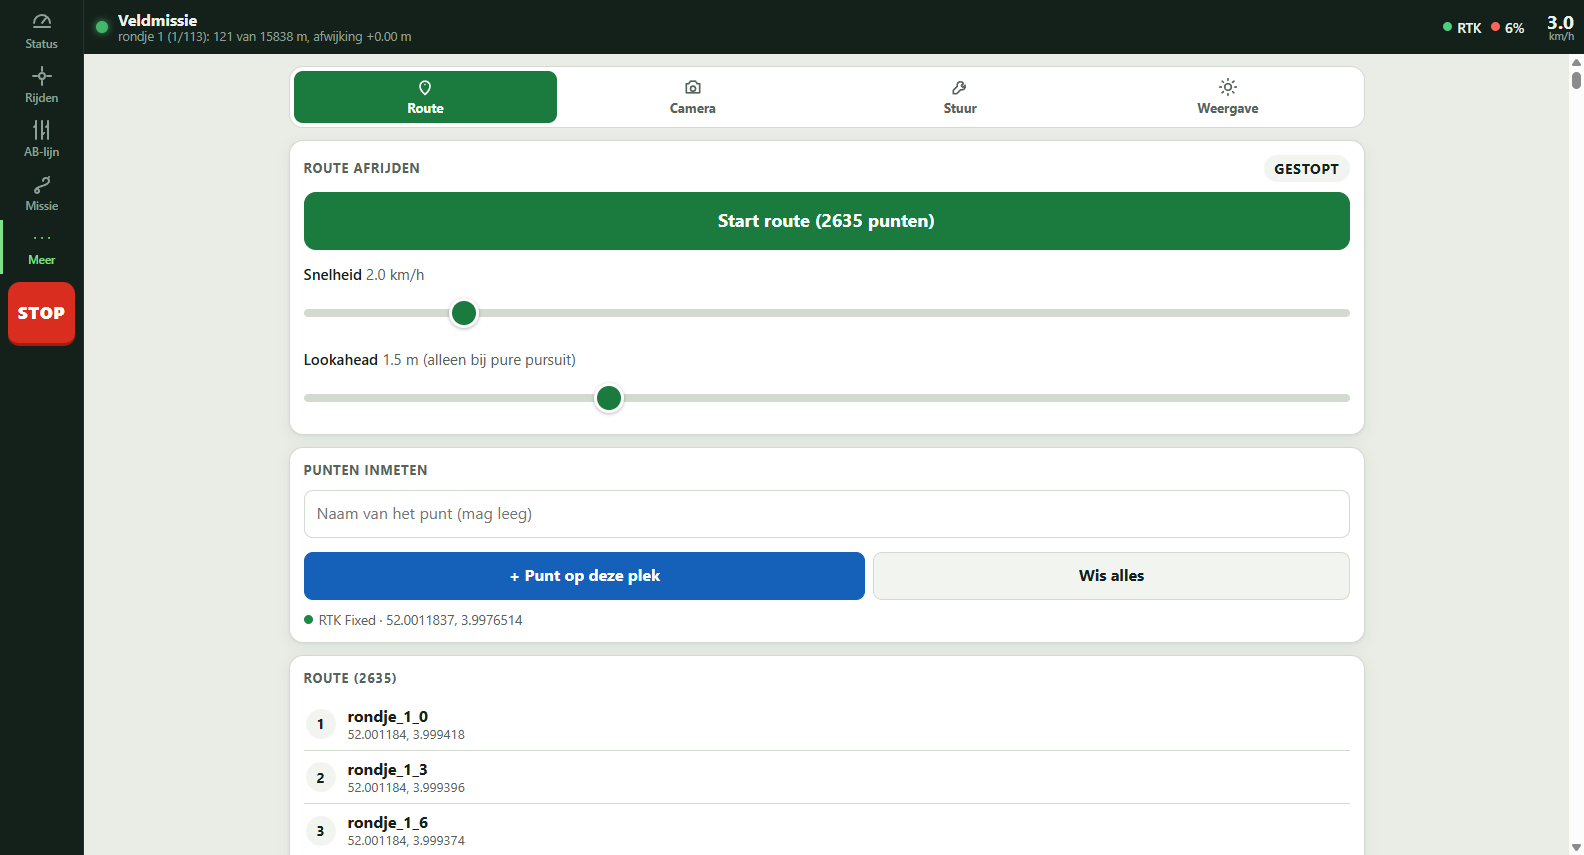 Status
Rijden
AB-lijn
Missie
Meer
STOP
Veldmissie
rondje 1 (1/113): 121 van 15838 m, afwijking +0.00 m
RTK
6%
3.0
km/h
Route
Camera
Stuur
Weergave
ROUTE AFRIJDEN
GESTOPT
Start route (2635 punten)
Snelheid 2.0 km/h
Lookahead 1.5 m (alleen bij pure pursuit)
PUNTEN INMETEN
Naam van het punt (mag leeg)
+ Punt op deze plek
Wis alles
RTK Fixed · 52.0011837, 3.9976514
ROUTE (2635)
1
rondje_1_0
52.001184, 3.999418
2
rondje_1_3
52.001184, 3.999396
3
rondje_1_6
52.001184, 3.999374